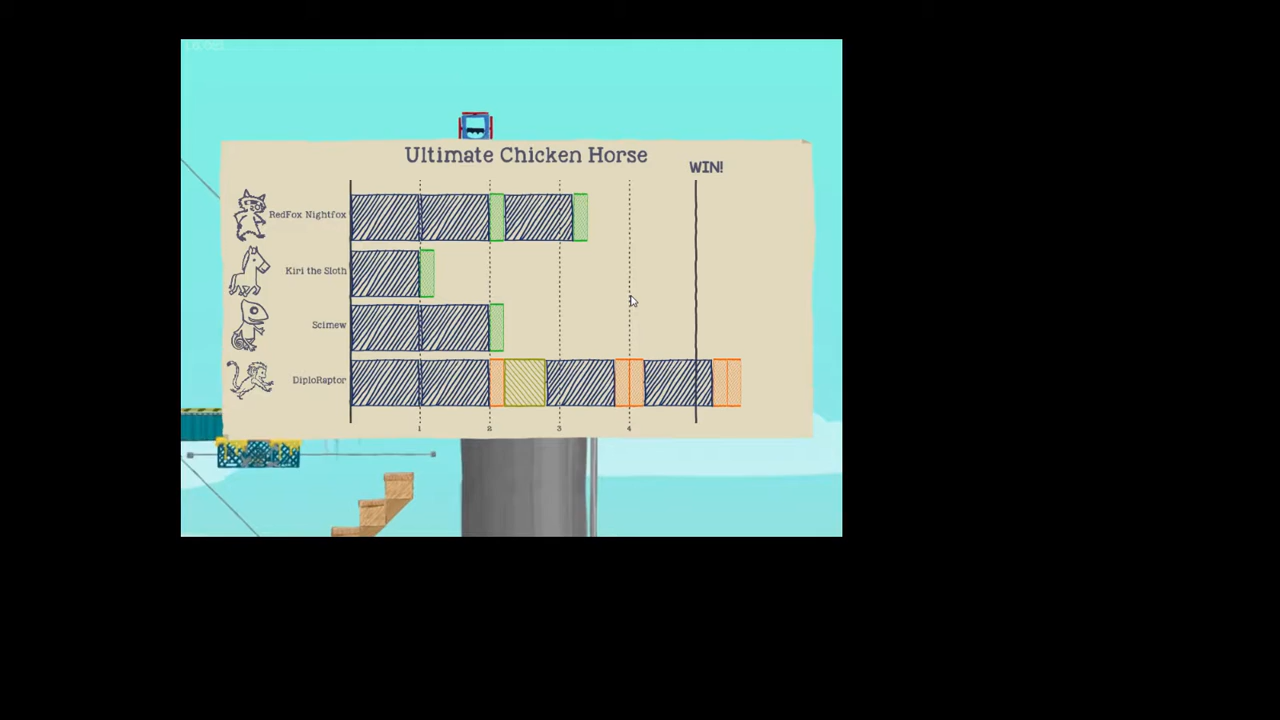 Ultimate Chicken Horse
WIN!
RedFox Nightfox
Kiri the Sloth
Scimew
DiploRaptor
1 2 3 4